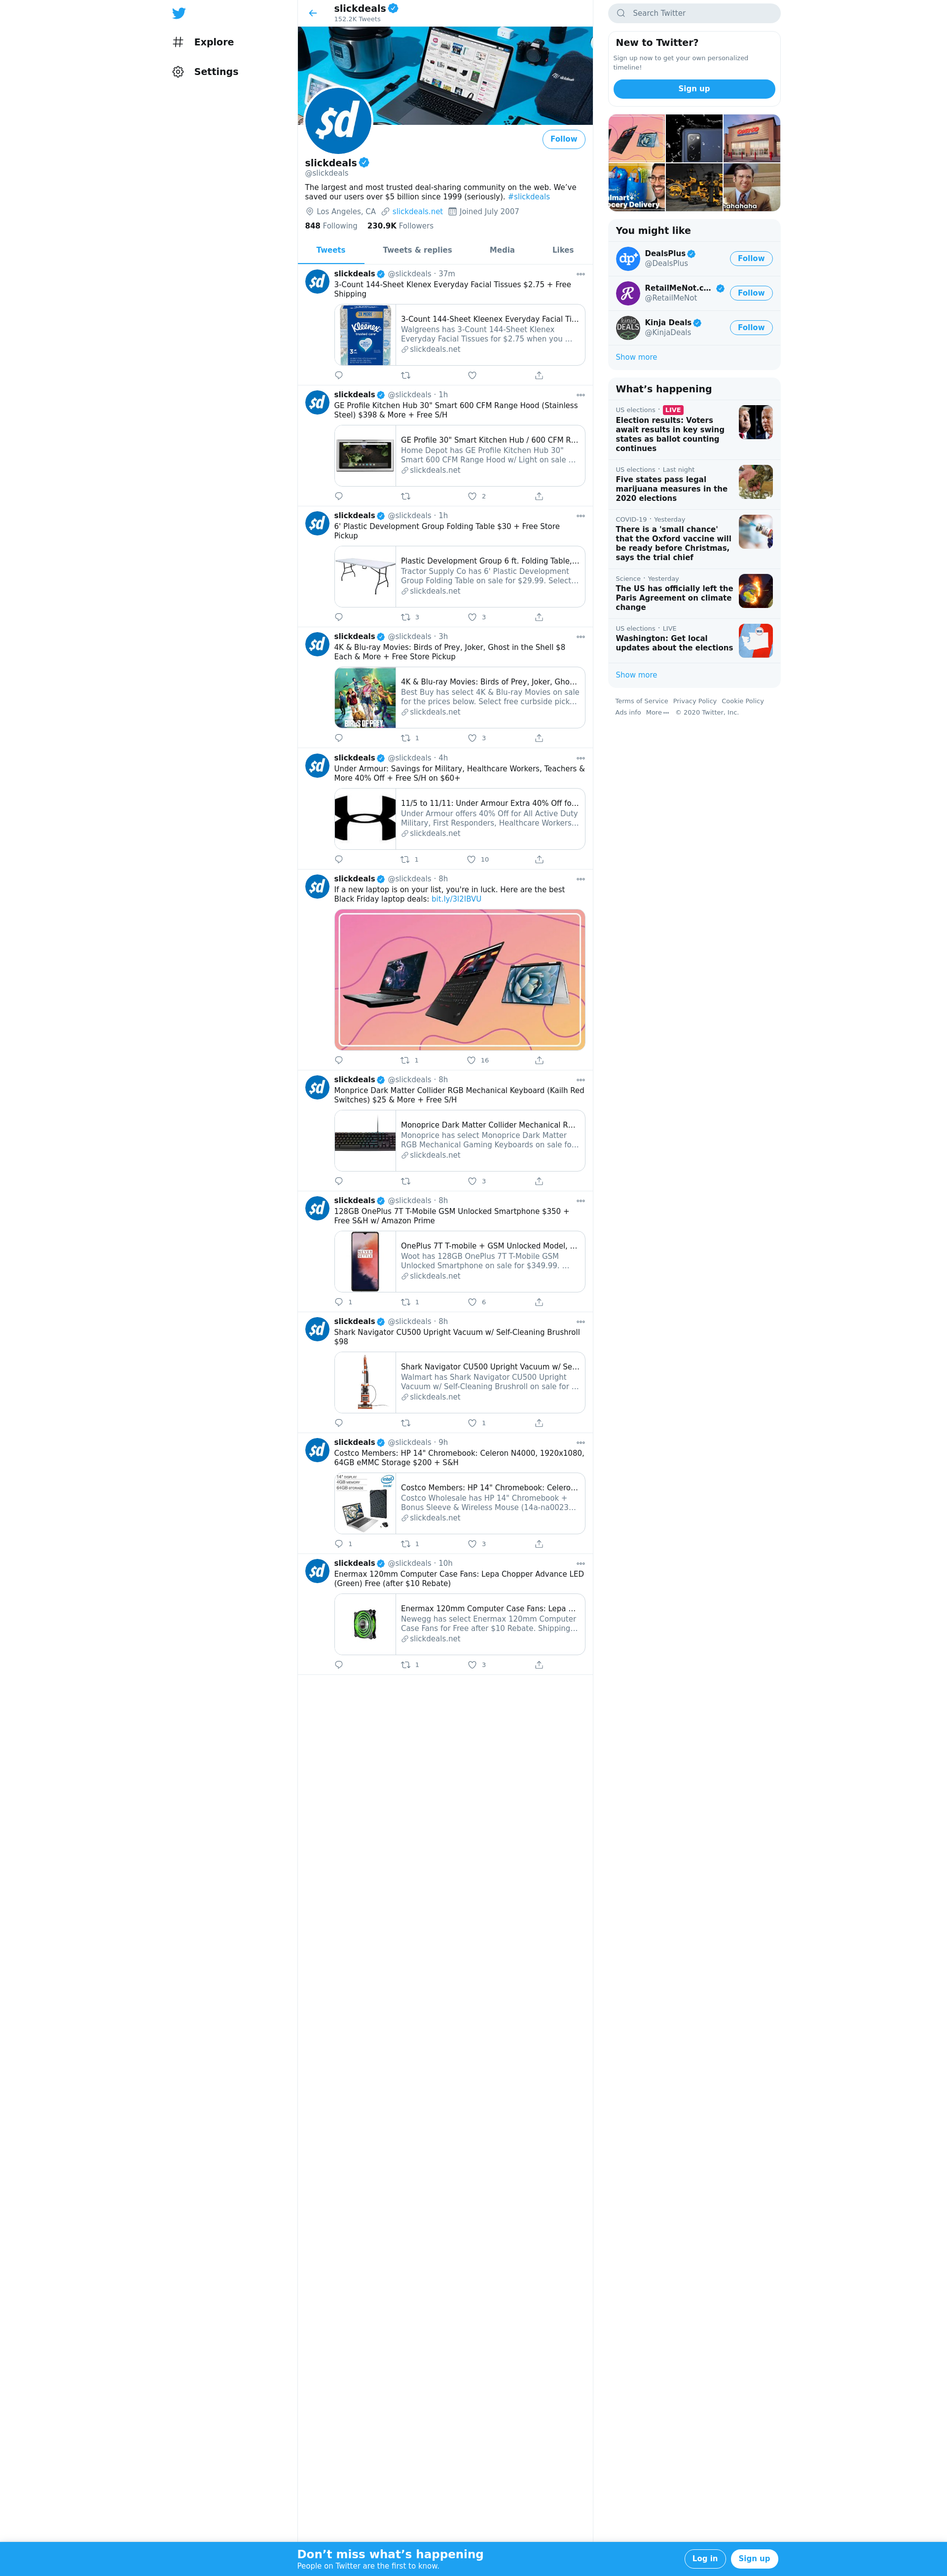 Explore
Settings
slickdeals
152.2K Tweets
$d
Follow
slickdeals
@slickdeals
The largest and most trusted deal-sharing community on the web. We’ve
saved our users over $5 billion since 1999 (seriously). #slickdeals
Los Angeles, CA slickdeals.net Joined July 2007
848 Following 230.9K Followers
Tweets Tweets & replies Media Likes
slickdeals @slickdeals · 37m
3-Count 144-Sheet Klenex Everyday Facial Tissues $2.75 + Free
Shipping
Kleenex
3-Count 144-Sheet Kleenex Everyday Facial Ti...
Walgreens has 3-Count 144-Sheet Klenex
Everyday Facial Tissues for $2.75 when you ...
slickdeals.net
slickdeals @slickdeals · 1h
GE Profile Kitchen Hub 30" Smart 600 CFM Range Hood (Stainless
Steel) $398 & More + Free S/H
GE Profile 30" Smart Kitchen Hub / 600 CFM R...
Home Depot has GE Profile Kitchen Hub 30"
Smart 600 CFM Range Hood w/ Light on sale ...
slickdeals.net
2
slickdeals @slickdeals · 1h
6' Plastic Development Group Folding Table $30 + Free Store
Pickup
Plastic Development Group 6 ft. Folding Table,...
Tractor Supply Co has 6' Plastic Development
Group Folding Table on sale for $29.99. Select...
slickdeals.net
3 3
slickdeals @slickdeals · 3h
4K & Blu-ray Movies: Birds of Prey, Joker, Ghost in the Shell $8
Each & More + Free Store Pickup
BIRDS OF PREY
4K & Blu-ray Movies: Birds of Prey, Joker, Gho...
Best Buy has select 4K & Blu-ray Movies on sale
for the prices below. Select free curbside pick...
slickdeals.net
1 3
slickdeals @slickdeals · 4h
Under Armour: Savings for Military, Healthcare Workers, Teachers &
More 40% Off + Free S/H on $60+
11/5 to 11/11: Under Armour Extra 40% Off fo...
Under Armour offers 40% Off for All Active Duty
Military, First Responders, Healthcare Workers...
slickdeals.net
1 10
slickdeals @slickdeals · 8h
If a new laptop is on your list, you're in luck. Here are the best
Black Friday laptop deals: bit.ly/3l2IBVU
1 16
slickdeals @slickdeals · 8h
Monprice Dark Matter Collider RGB Mechanical Keyboard (Kailh Red
Switches) $25 & More + Free S/H
Monoprice Dark Matter Collider Mechanical R...
Monoprice has select Monoprice Dark Matter
RGB Mechanical Gaming Keyboards on sale fo...
slickdeals.net
3
slickdeals @slickdeals · 8h
128GB OnePlus 7T T-Mobile GSM Unlocked Smartphone $350 +
Free S&H w/ Amazon Prime
OnePlus 7T T-mobile + GSM Unlocked Model, ...
Woot has 128GB OnePlus 7T T-Mobile GSM
Unlocked Smartphone on sale for $349.99. ...
slickdeals.net
1 1 6
slickdeals @slickdeals · 8h
Shark Navigator CU500 Upright Vacuum w/ Self-Cleaning Brushroll
$98
Shark Navigator CU500 Upright Vacuum w/ Se...
Walmart has Shark Navigator CU500 Upright
Vacuum w/ Self-Cleaning Brushroll on sale for ...
slickdeals.net
1
slickdeals @slickdeals · 9h
Costco Members: HP 14" Chromebook: Celeron N4000, 1920x1080,
64GB eMMC Storage $200 + S&H
14" DISPLAY
4GB MEMORY
64GB STORAGE
intel
Costco Members: HP 14" Chromebook: Celero...
Costco Wholesale has HP 14" Chromebook +
Bonus Sleeve & Wireless Mouse (14a-na0023...
slickdeals.net
1 1 3
slickdeals @slickdeals · 10h
Enermax 120mm Computer Case Fans: Lepa Chopper Advance LED
(Green) Free (after $10 Rebate)
Enermax 120mm Computer Case Fans: Lepa ...
Newegg has select Enermax 120mm Computer
Case Fans for Free after $10 Rebate. Shipping...
slickdeals.net
1 3
Search Twitter
New to Twitter?
Sign up now to get your own personalized
timeline!
Sign up
hahahaha
You might like
DealsPlus
@DealsPlus
Follow
RetailMeNot.c...
@RetailMeNot
Follow
Kinja Deals
@KinjaDeals
Follow
Show more
What’s happening
US elections · LIVE
Election results: Voters
await results in key swing
states as ballot counting
continues
US elections · Last night
Five states pass legal
marijuana measures in the
2020 elections
COVID-19 · Yesterday
There is a 'small chance'
that the Oxford vaccine will
be ready before Christmas,
says the trial chief
Science · Yesterday
The US has officially left the
Paris Agreement on climate
change
US elections · LIVE
Washington: Get local
updates about the elections
Show more
Terms of Service Privacy Policy Cookie Policy
Ads info More © 2020 Twitter, Inc.
Don’t miss what’s happening
People on Twitter are the first to know.
Log in Sign up